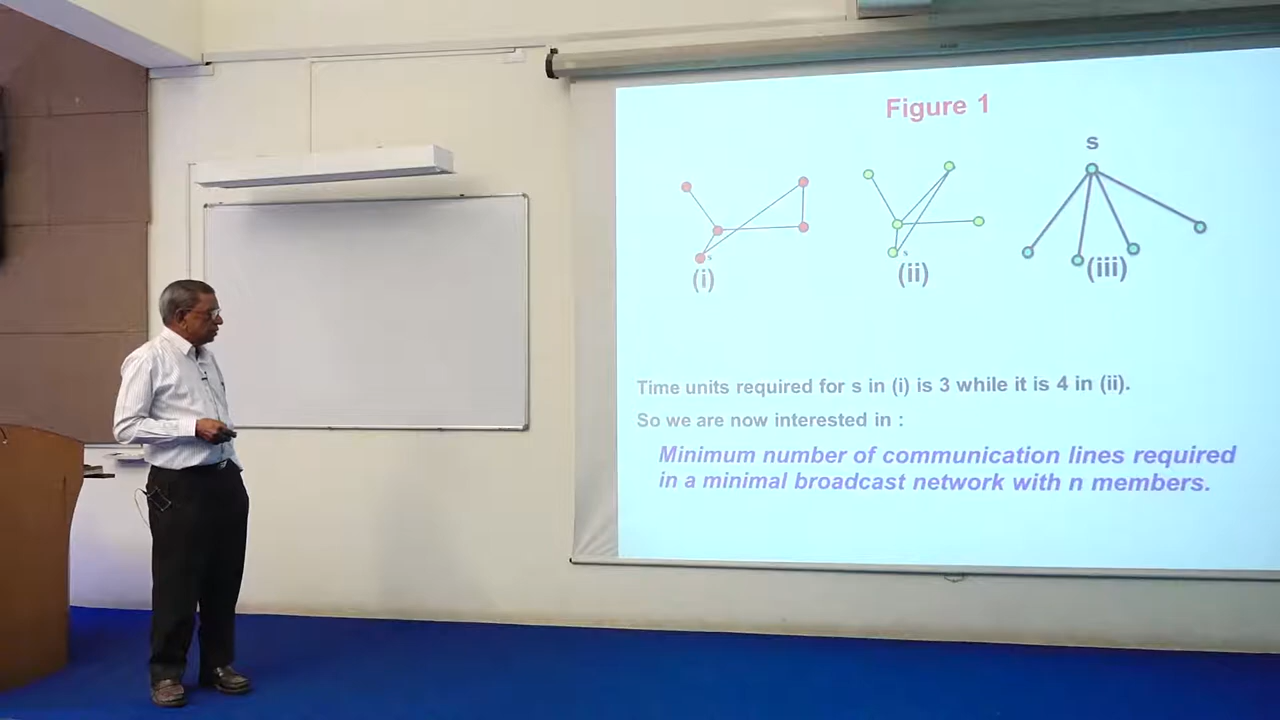 Figure 1
s
s
s
(i)
(ii)
(iii)
Time units required for s in (i) is 3 while it is 4 in (ii).
So we are now interested in :
Minimum number of communication lines required
in a minimal broadcast network with n members.